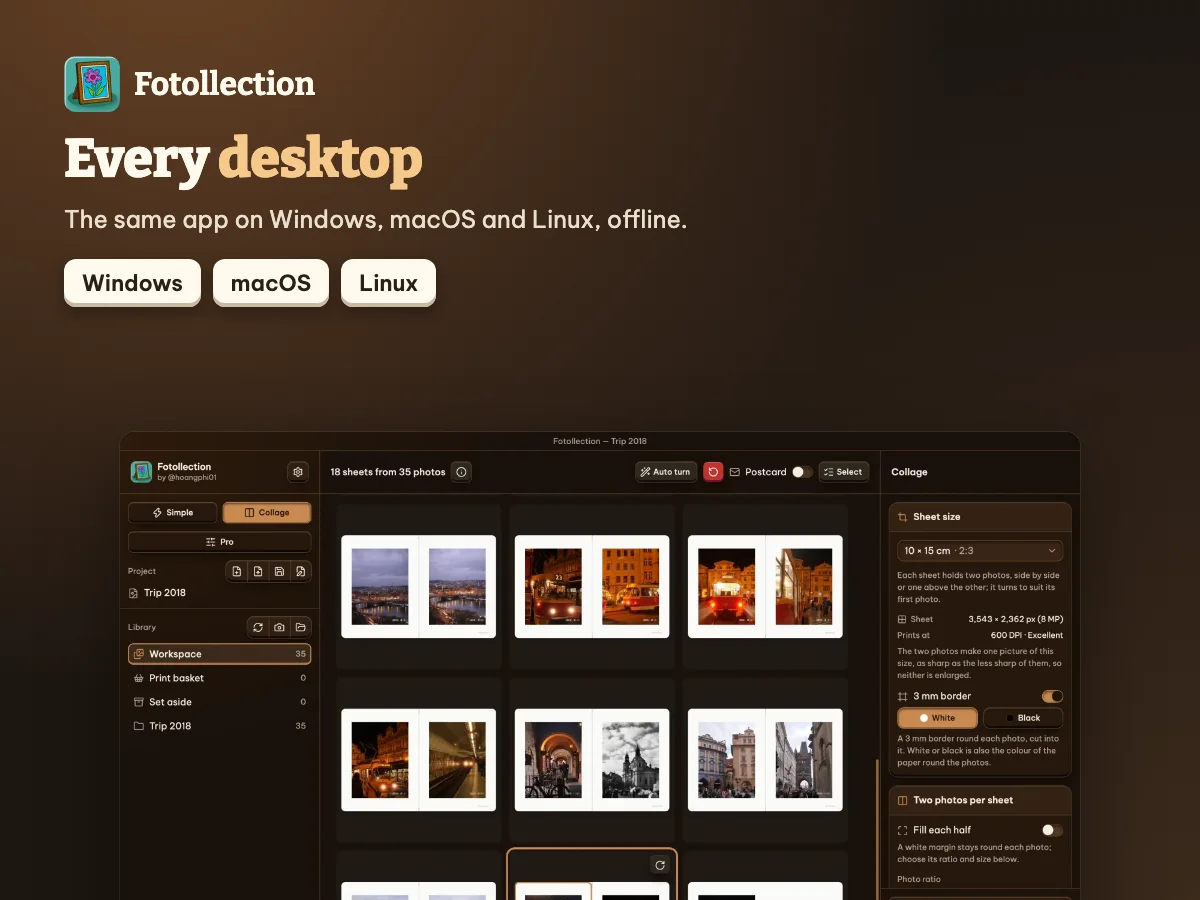 Fotollection
Every desktop
The same app on Windows, macOS and Linux, offline.
Windows
macOS
Linux
Fotollection — Trip 2018
Fotollection
by @hoangphi01
Simple
Collage
Pro
Project
Trip 2018
Library
Workspace 35
Print basket 0
Set aside 0
Trip 2018 35
18 sheets from 35 photos
Auto turn
Postcard
Select
Collage
Sheet size
10 × 15 cm · 2:3
Each sheet holds two photos, side by side
or one above the other; it turns to suit its
first photo.
Sheet 3,543 × 2,362 px (8 MP)
Prints at 600 DPI · Excellent
The two photos make one picture of this
size, as sharp as the less sharp of them, so
neither is enlarged.
3 mm border
White
Black
A 3 mm border round each photo, cut into
it. White or black is also the colour of the
paper round the photos.
Two photos per sheet
Fill each half
A white margin stays round each photo;
choose its ratio and size below.
Photo ratio